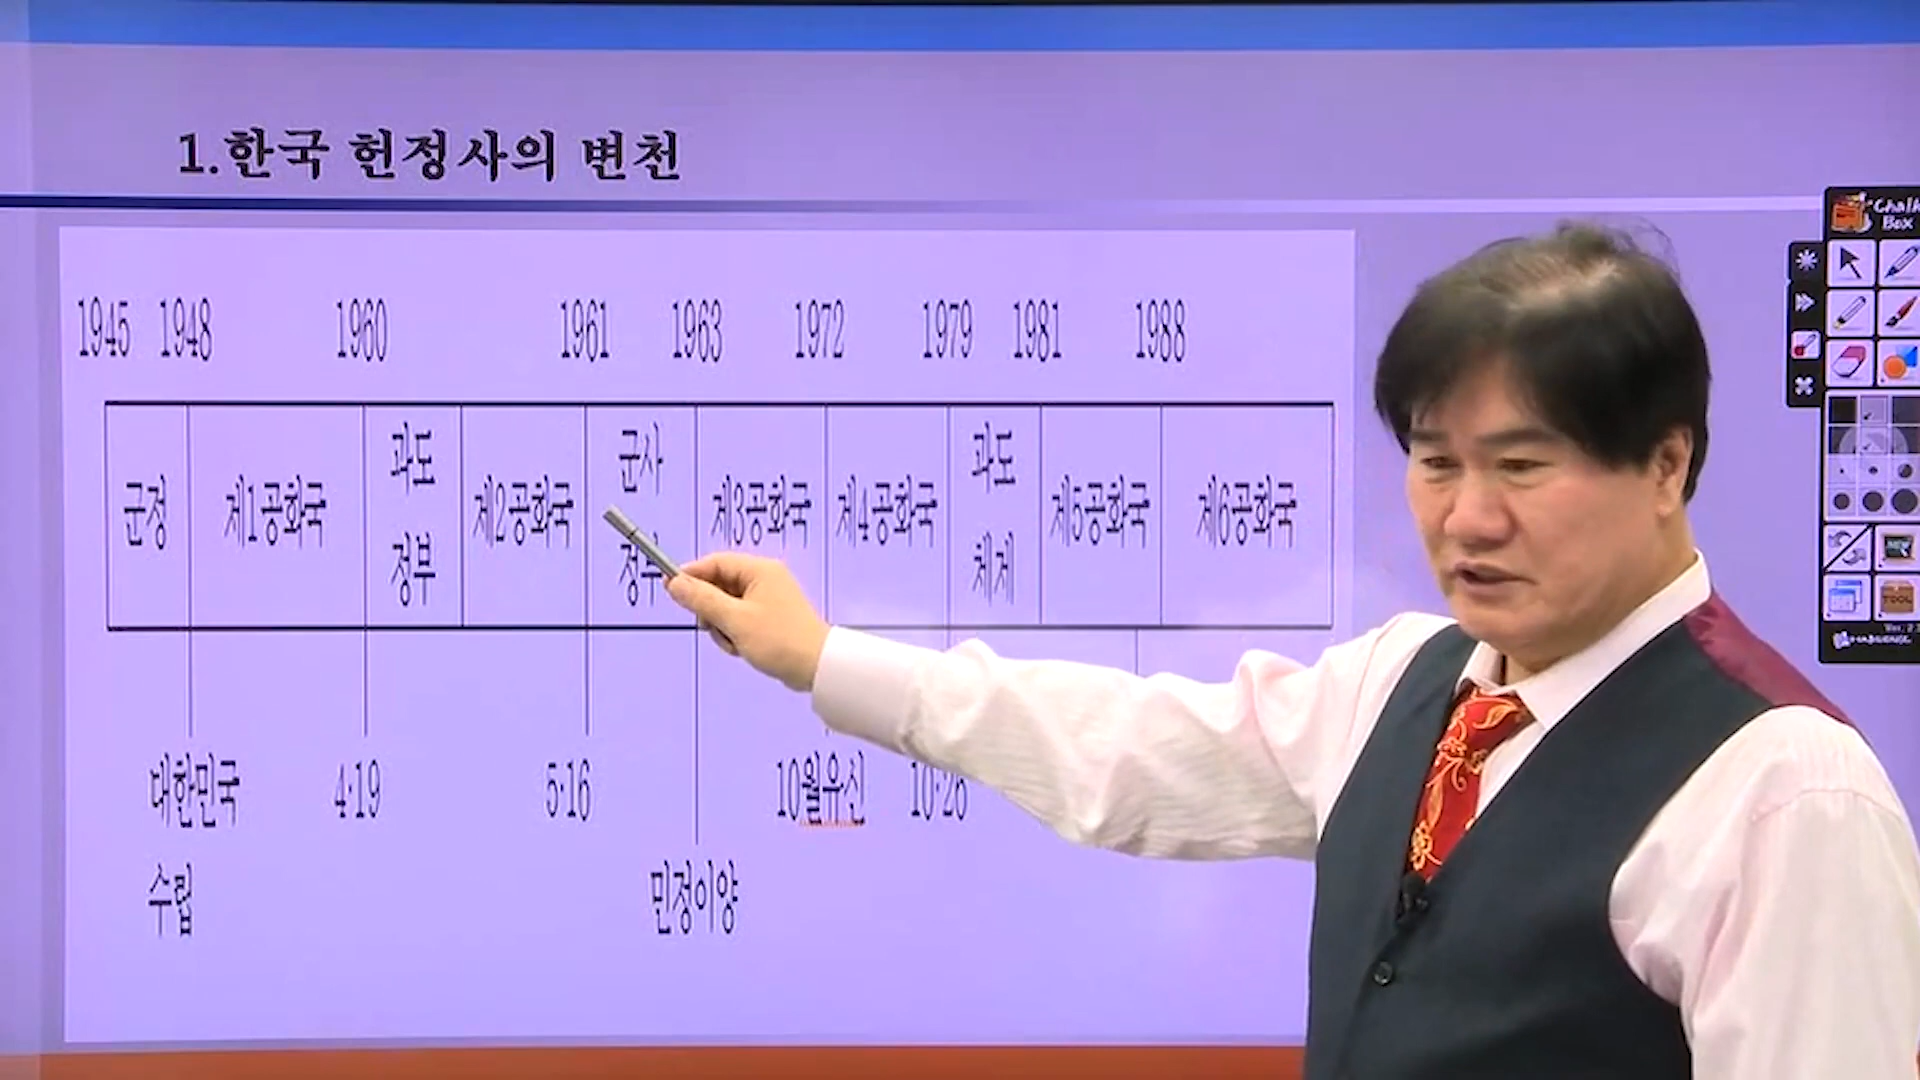 1.한국 헌정사의 변천
1945 1948 1960 1961 1963 1972 1979 1981 1988
군정 제1공화국 과도 정부 제2공화국 군사 정부 제3공화국 제4공화국 과도 체제 제5공화국 제6공화국
대한민국 수립 4·19 5·16 민정이양 10월유신 10·26
Chalk
Box
TOOL